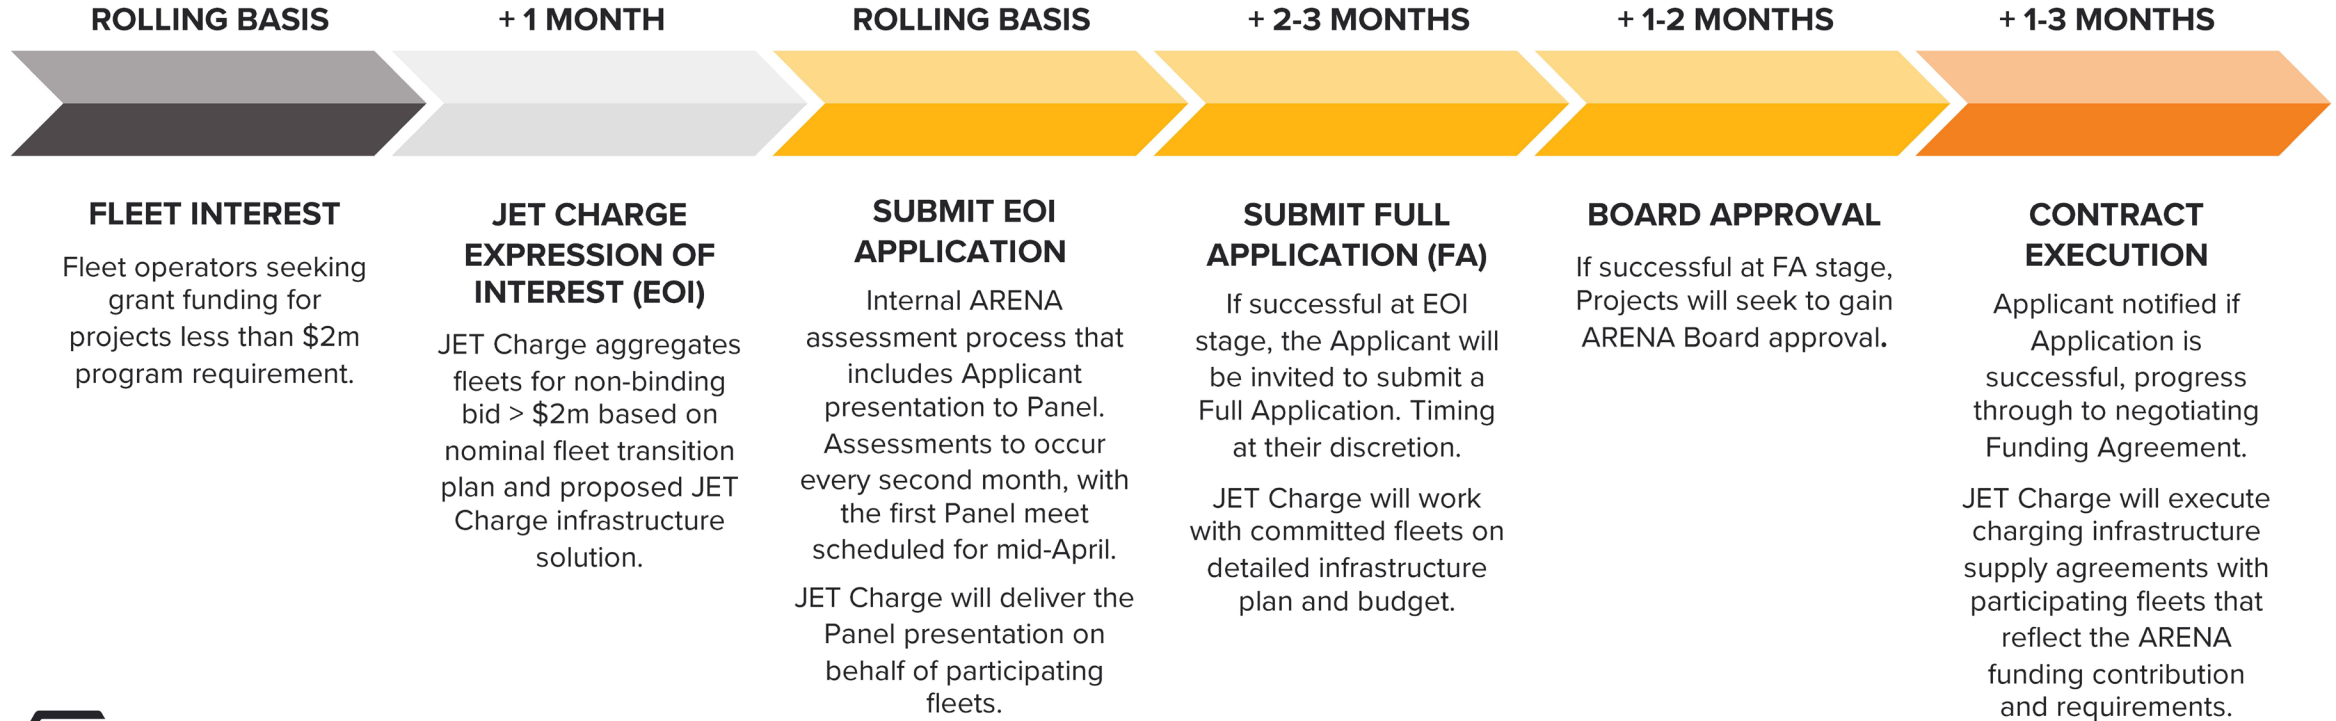 ROLLING BASIS
+ 1 MONTH
ROLLING BASIS
+ 2-3 MONTHS
+ 1-2 MONTHS
+ 1-3 MONTHS
FLEET INTEREST
Fleet operators seeking
grant funding for
projects less than $2m
program requirement.
JET CHARGE
EXPRESSION OF
INTEREST (EOI)
JET Charge aggregates
fleets for non-binding
bid > $2m based on
nominal fleet transition
plan and proposed JET
Charge infrastructure
solution.
SUBMIT EOI
APPLICATION
Internal ARENA
assessment process that
includes Applicant
presentation to Panel.
Assessments to occur
every second month, with
the first Panel meet
scheduled for mid-April.
JET Charge will deliver the
Panel presentation on
behalf of participating
fleets.
SUBMIT FULL
APPLICATION (FA)
If successful at EOI
stage, the Applicant will
be invited to submit a
Full Application. Timing
at their discretion.
JET Charge will work
with committed fleets on
detailed infrastructure
plan and budget.
BOARD APPROVAL
If successful at FA stage,
Projects will seek to gain
ARENA Board approval.
CONTRACT
EXECUTION
Applicant notified if
Application is
successful, progress
through to negotiating
Funding Agreement.
JET Charge will execute
charging infrastructure
supply agreements with
participating fleets that
reflect the ARENA
funding contribution
and requirements.